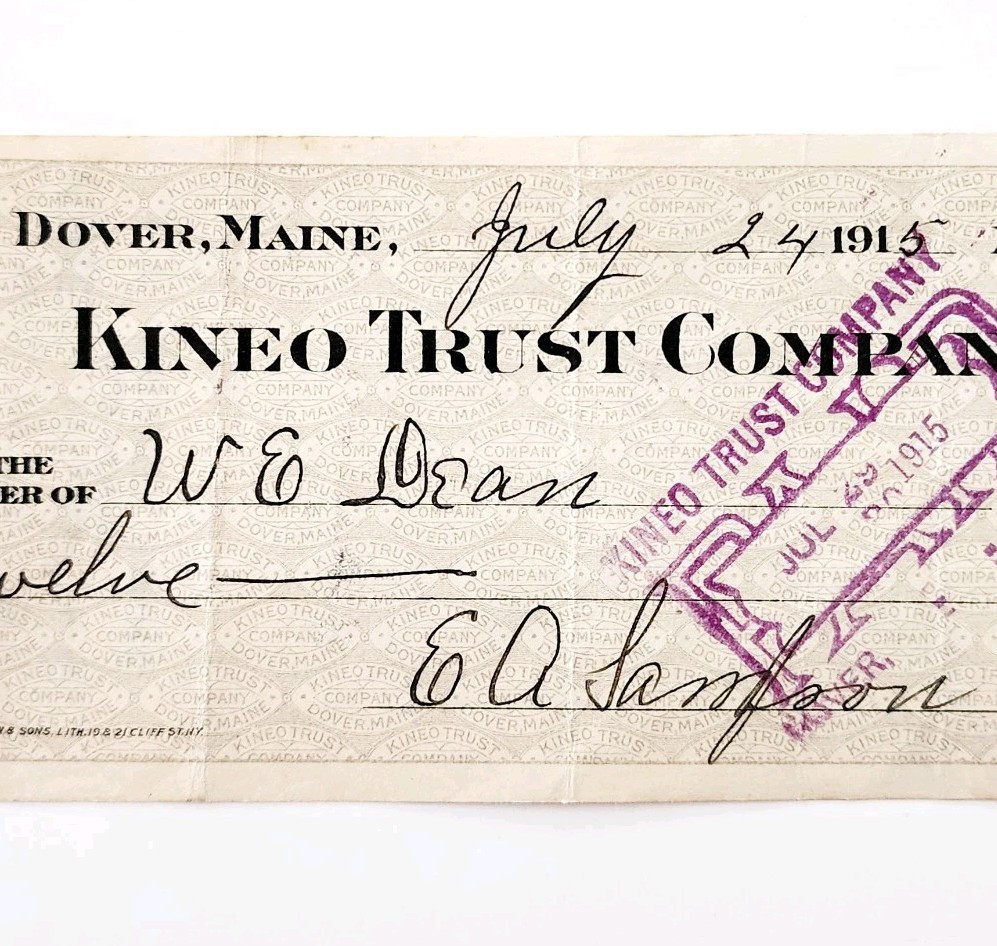 DOVER, MAINE, July 24 1915
KINEO TRUST COMPAN
THE
ER OF W E Dean
welve
E A Sampson
& SONS, LITH. 19 & 21 CLIFF ST. N.Y.
KINEO TRUST COMPANY
JUL 29 1915